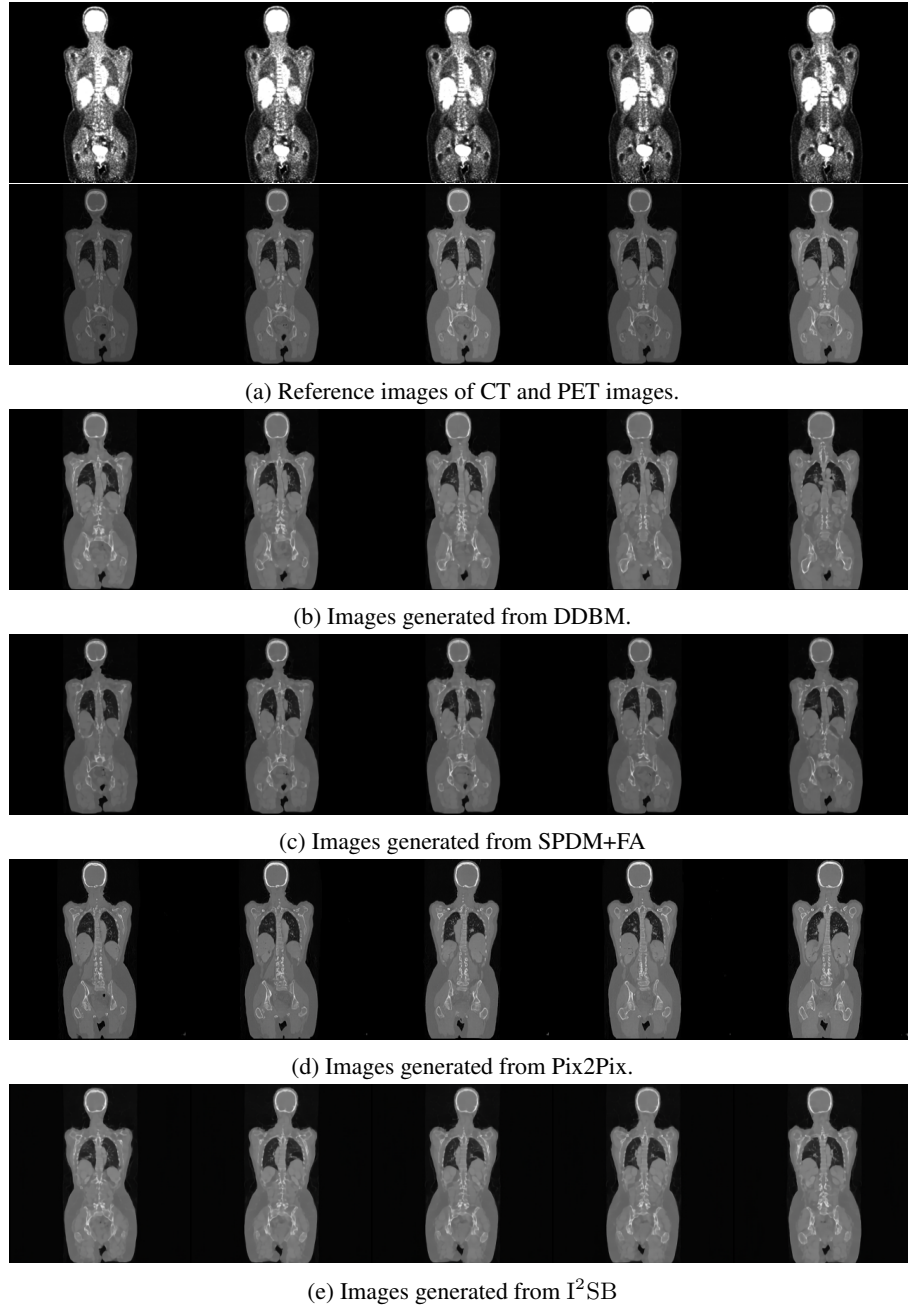 (a) Reference images of CT and PET images.
(b) Images generated from DDBM.
(c) Images generated from SPDM+FA
(d) Images generated from Pix2Pix.
(e) Images generated from I²SB